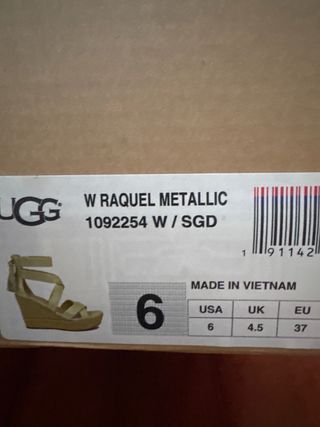 UGG®
W RAQUEL METALLIC
1092254 W / SGD
1 91142
6
MADE IN VIETNAM
USA UK EU
6 4.5 37